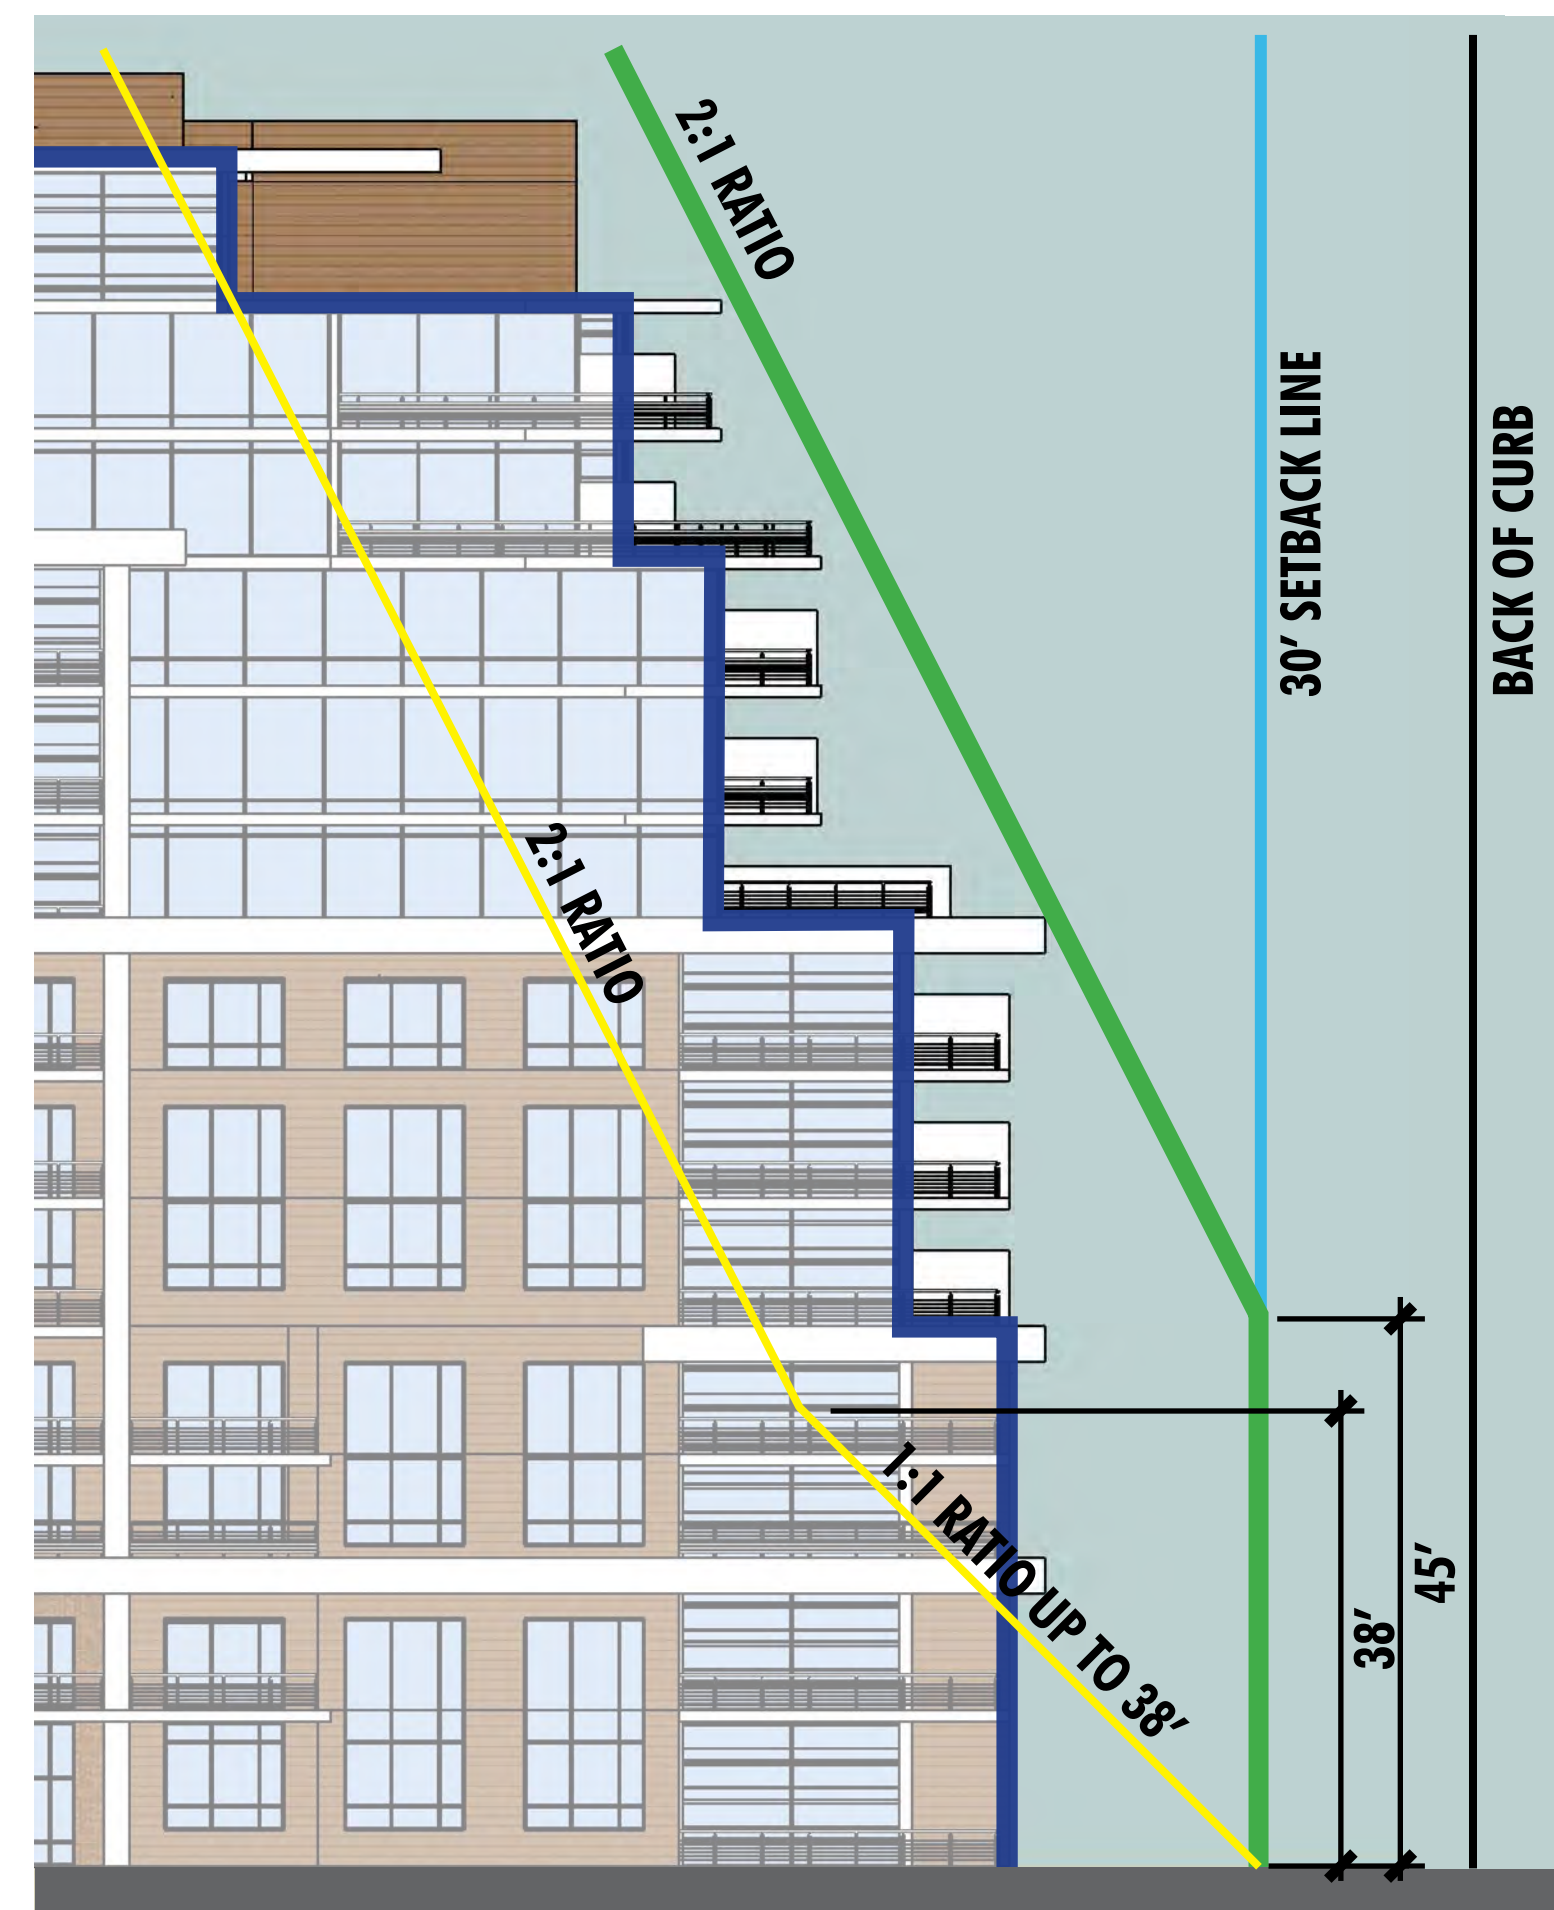 2:1 RATIO
30' SETBACK LINE
BACK OF CURB
2:1 RATIO
1:1 RATIO UP TO 38'
38'
45'